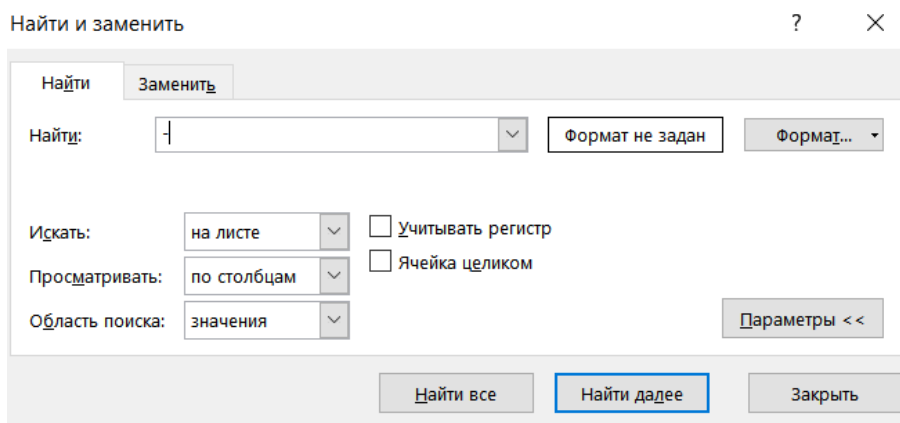 Найти и заменить ? ×
Найти Заменить
Найти: - Формат не задан Формат...
Искать: на листе Учитывать регистр
Ячейка целиком
Просматривать: по столбцам
Область поиска: значения Параметры <<
Найти все Найти далее Закрыть